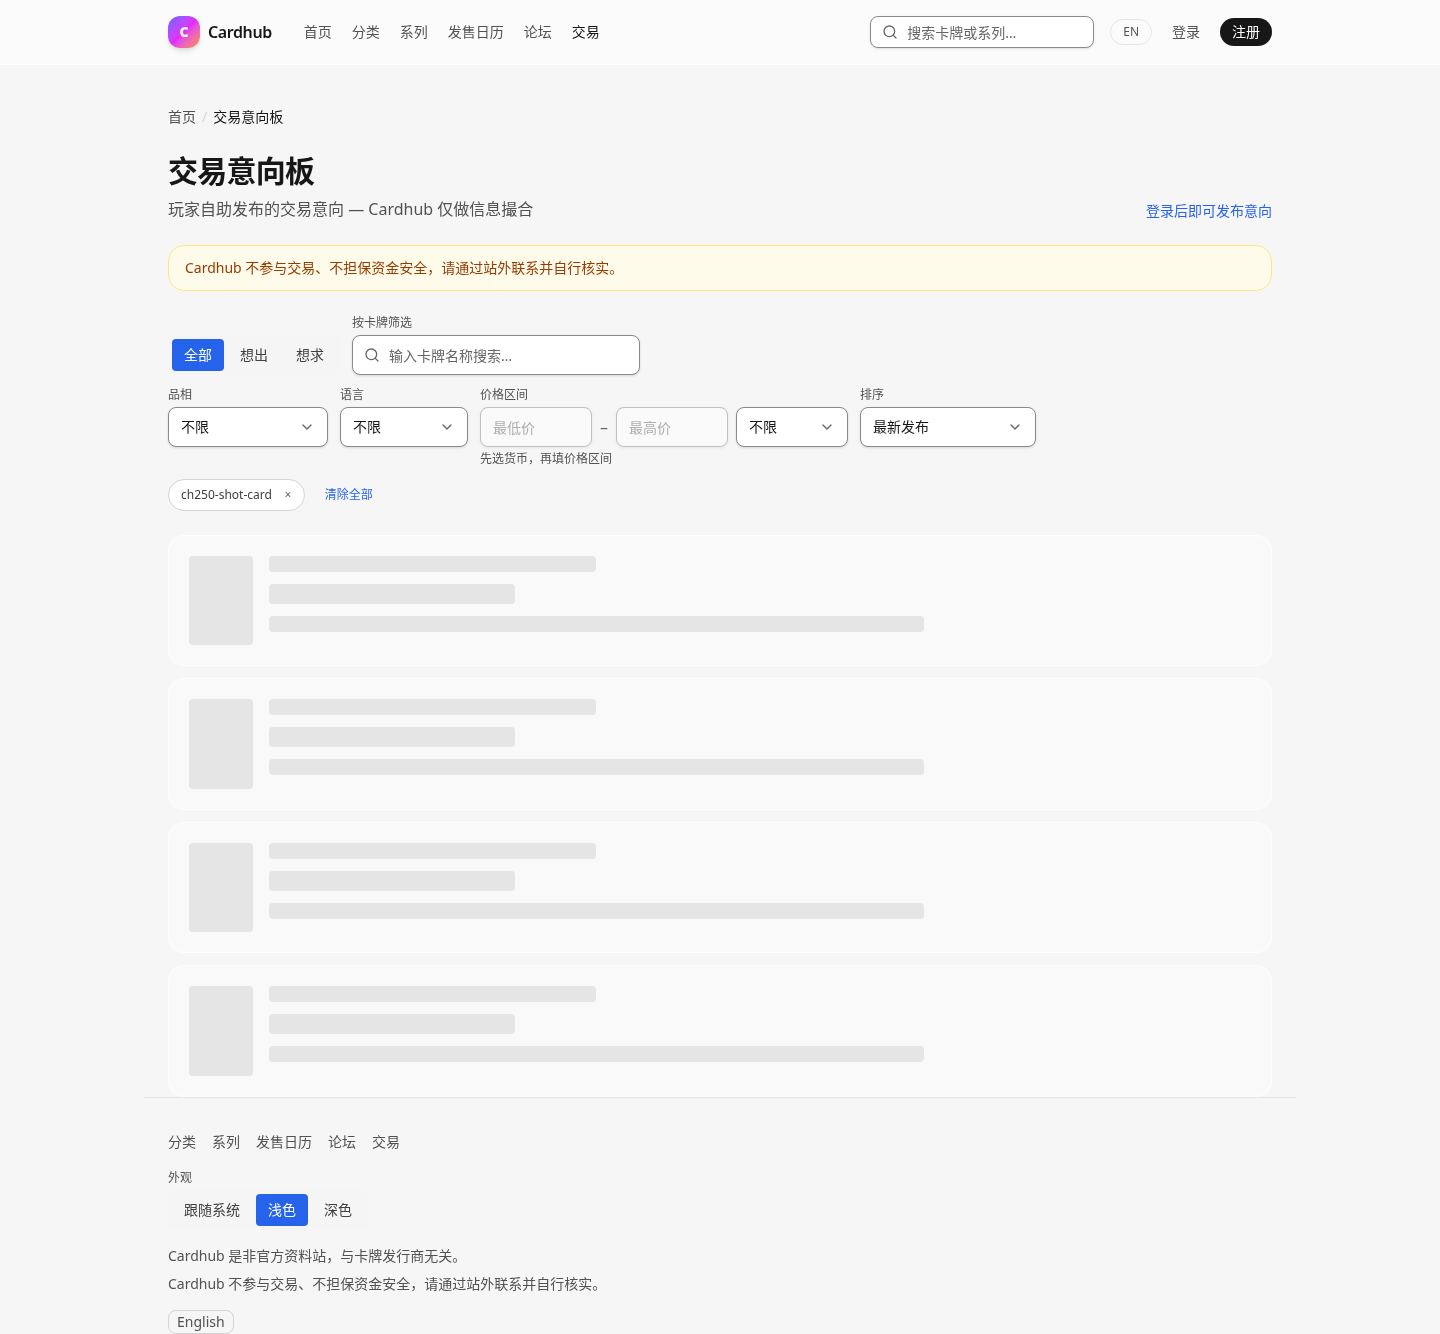 C Cardhub 首页 分类 系列 发售日历 论坛 交易 搜索卡牌或系列... EN 登录 注册
首页 / 交易意向板
交易意向板
玩家自助发布的交易意向 — Cardhub 仅做信息撮合
登录后即可发布意向
Cardhub 不参与交易、不担保资金安全，请通过站外联系并自行核实。
按卡牌筛选
全部 想出 想求 输入卡牌名称搜索...
品相 语言 价格区间 排序
不限 不限 最低价 – 最高价 不限 最新发布
先选货币，再填价格区间
ch250-shot-card × 清除全部
分类 系列 发售日历 论坛 交易
外观
跟随系统 浅色 深色
Cardhub 是非官方资料站，与卡牌发行商无关。
Cardhub 不参与交易、不担保资金安全，请通过站外联系并自行核实。
English